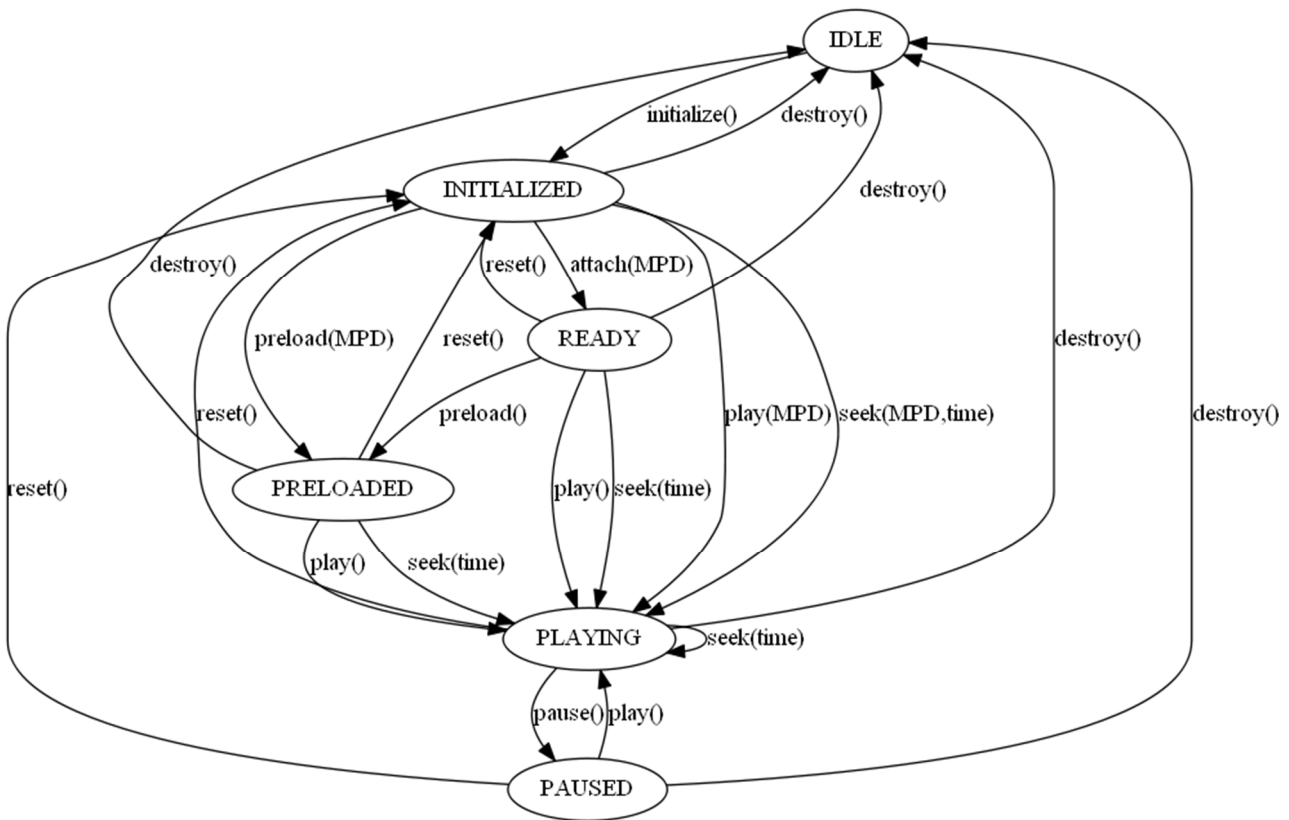 IDLE
initialize()
destroy()
INITIALIZED
destroy()
destroy()
reset()
attach(MPD)
preload(MPD)
reset()
READY
destroy()
reset()
preload()
play(MPD)
seek(MPD,time)
destroy()
reset()
PRELOADED
play()
seek(time)
play()
seek(time)
PLAYING
seek(time)
pause()
play()
PAUSED